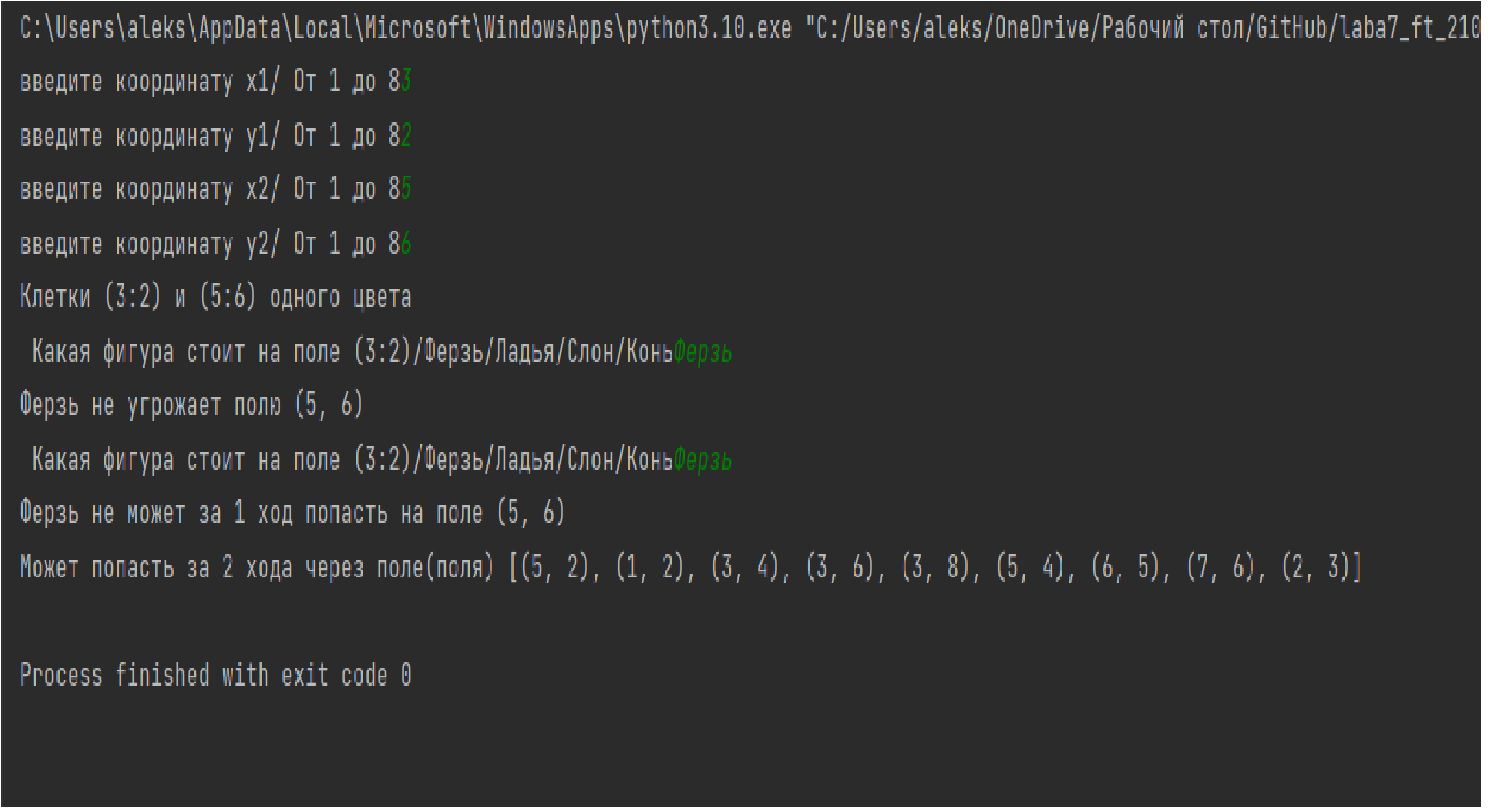 C:\Users\aleks\AppData\Local\Microsoft\WindowsApps\python3.10.exe "C:/Users/aleks/OneDrive/Рабочий стол/GitHub/laba7_ft_210
введите координату x1/ От 1 до 83
введите координату y1/ От 1 до 82
введите координату x2/ От 1 до 85
введите координату y2/ От 1 до 86
Клетки (3:2) и (5:6) одного цвета
Какая фигура стоит на поле (3:2)/Ферзь/Ладья/Слон/КоньФерзь
Ферзь не угрожает полю (5, 6)
Какая фигура стоит на поле (3:2)/Ферзь/Ладья/Слон/КоньФерзь
Ферзь не может за 1 ход попасть на поле (5, 6)
Может попасть за 2 хода через поле(поля) [(5, 2), (1, 2), (3, 4), (3, 6), (3, 8), (5, 4), (6, 5), (7, 6), (2, 3)]
Process finished with exit code 0